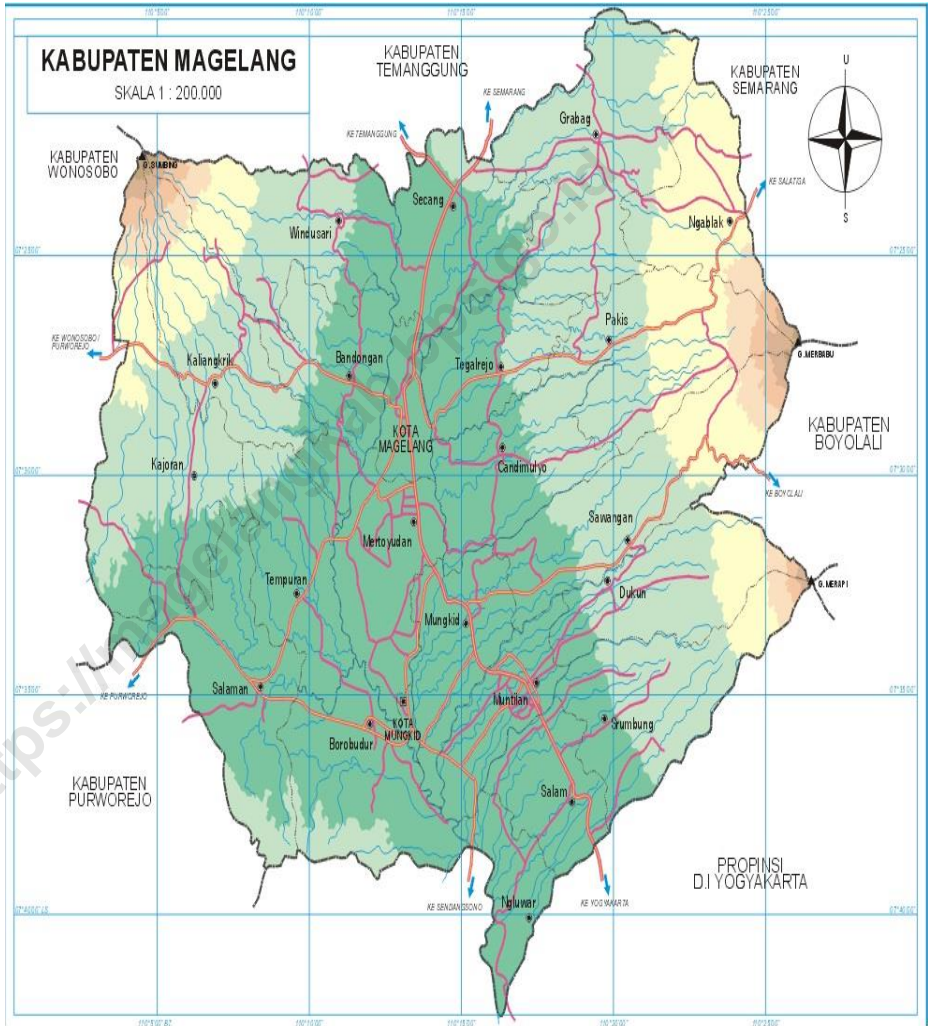 KABUPATEN MAGELANG
SKALA 1 : 200.000
KABUPATEN
TEMANGGUNG
KABUPATEN
SEMARANG
KABUPATEN
WONOSOBO
G.SUMBING
KE TEMANGGUNG
KE SEMARANG
Grabag
U
S
KE SALATIGA
Secang
Windusari
Ngablak
KE WONOSOBO/
PURWOREJO
Kaliangkrik
Bandongan
Tegalrejo
Pakis
G.MERBABU
KABUPATEN
BOYOLALI
KOTA
MAGELANG
Candimulyo
Kajoran
KE BOYOLALI
Mertoyudan
Sawangan
Tempuran
Dukun
G.MERAPI
Mungkid
Salaman
KE PURWOREJO
Muntilan
KOTA
MUNGKID
Borobudur
Srumbung
KABUPATEN
PURWOREJO
Salam
PROPINSI
D.I YOGYAKARTA
KE SENDANGSONO
Ngluwar
KE YOGYAKARTA